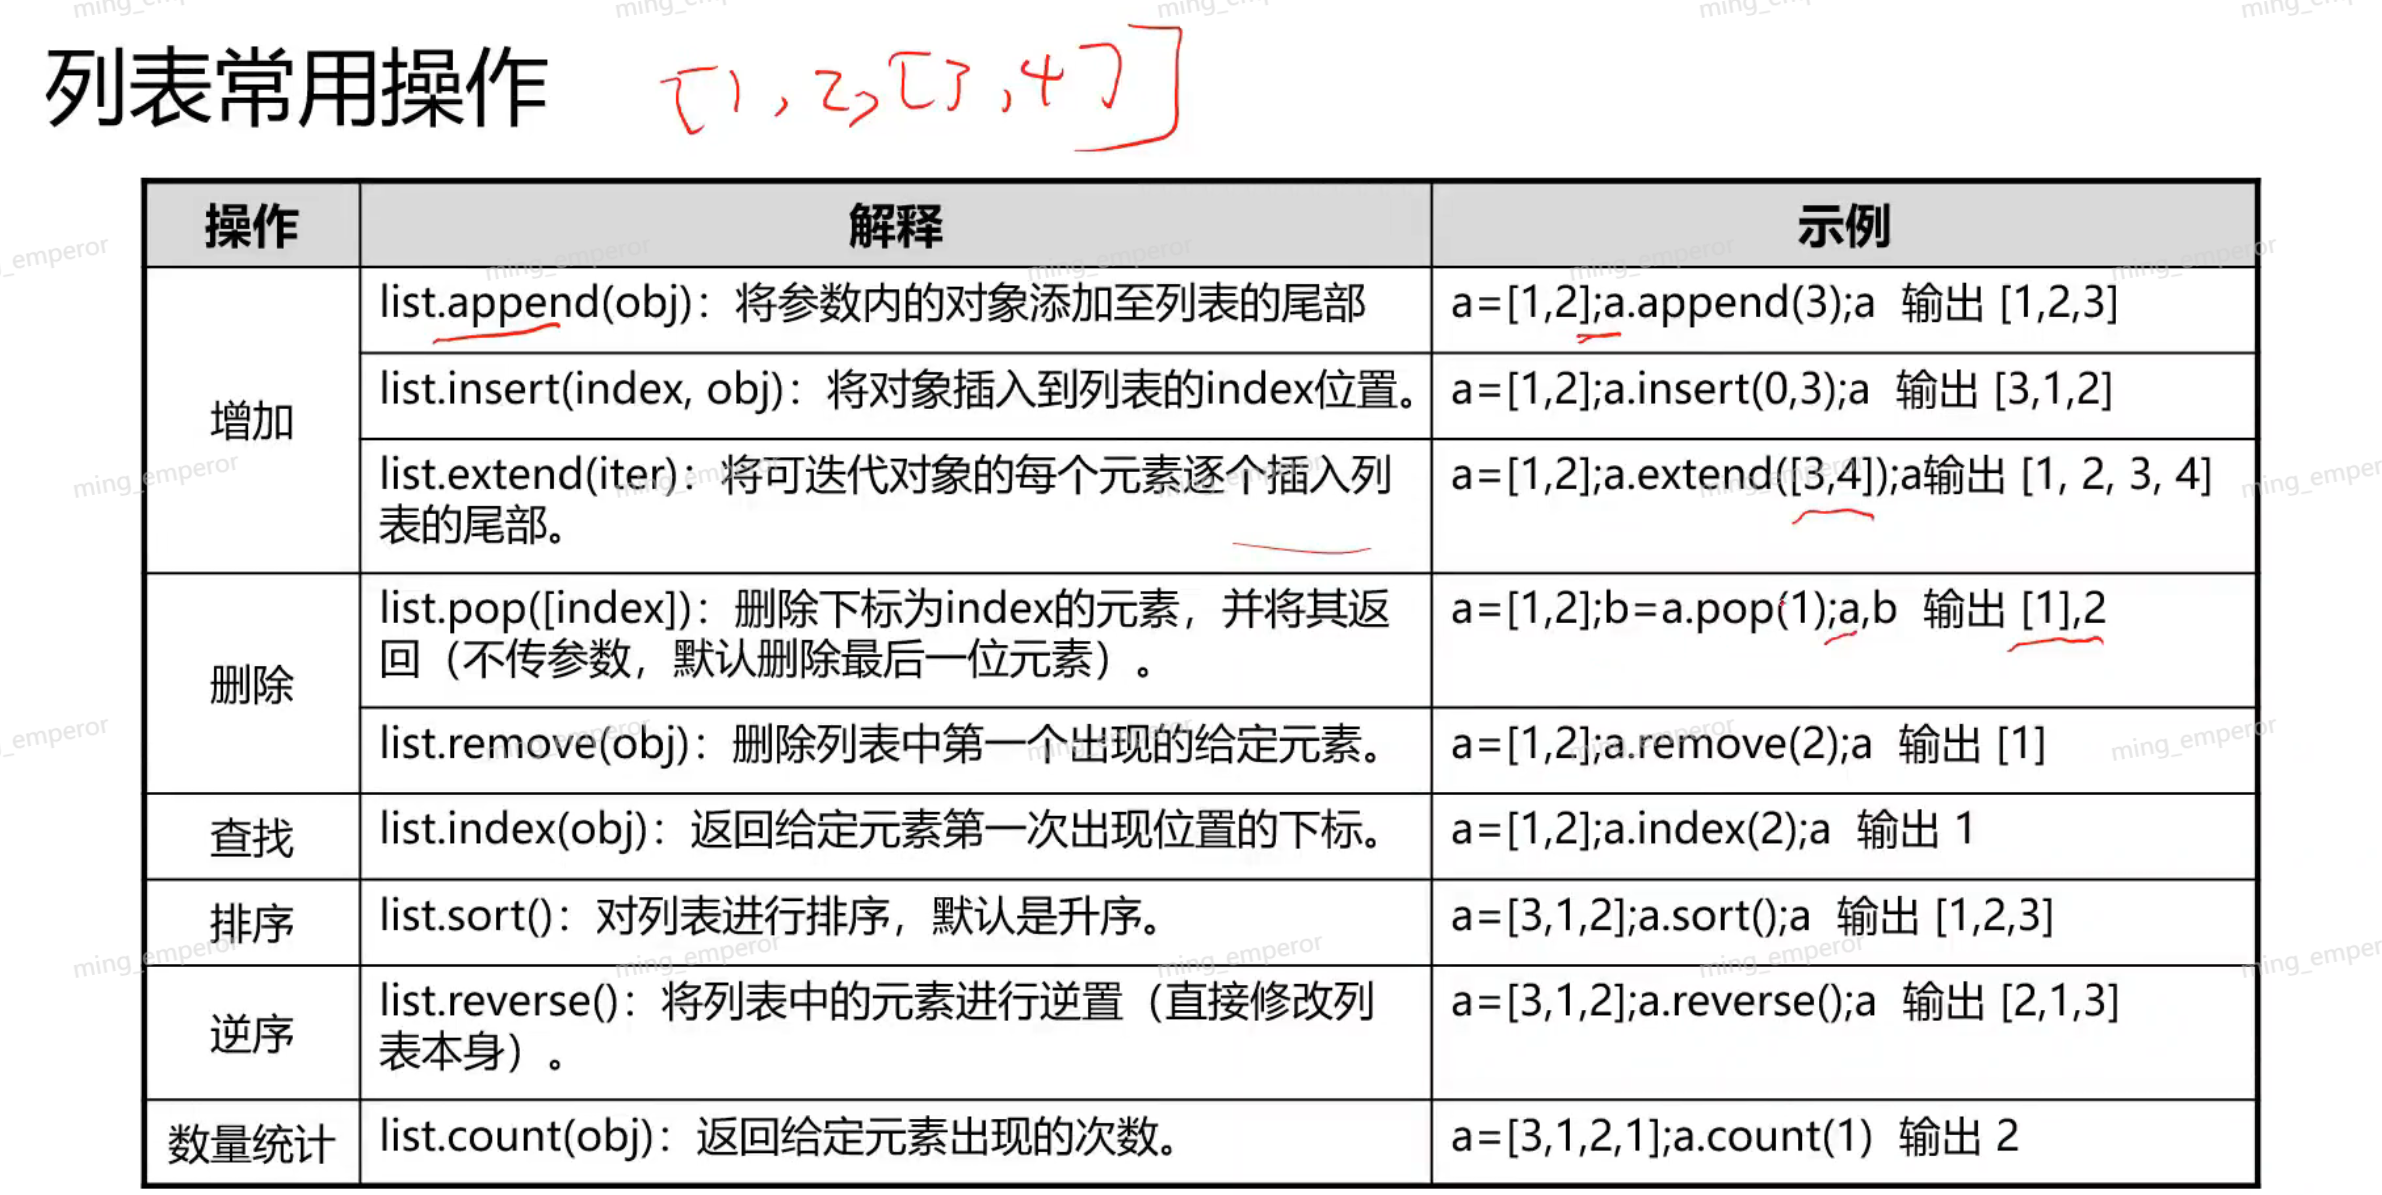 列表常用操作
[1,2,[3,4]]
操作 解释 示例
增加
list.append(obj)：将参数内的对象添加至列表的尾部 a=[1,2];a.append(3);a 输出 [1,2,3]
list.insert(index, obj)：将对象插入到列表的index位置。 a=[1,2];a.insert(0,3);a 输出 [3,1,2]
list.extend(iter)：将可迭代对象的每个元素逐个插入列 a=[1,2];a.extend([3,4]);a输出 [1, 2, 3, 4]
表的尾部。
删除
list.pop([index])：删除下标为index的元素，并将其返 a=[1,2];b=a.pop(1);a,b 输出 [1],2
回（不传参数，默认删除最后一位元素）。
list.remove(obj)：删除列表中第一个出现的给定元素。 a=[1,2];a.remove(2);a 输出 [1]
查找 list.index(obj)：返回给定元素第一次出现位置的下标。 a=[1,2];a.index(2);a 输出 1
排序 list.sort()：对列表进行排序，默认是升序。 a=[3,1,2];a.sort();a 输出 [1,2,3]
逆序 list.reverse()：将列表中的元素进行逆置（直接修改列 a=[3,1,2];a.reverse();a 输出 [2,1,3]
表本身）。
数量统计 list.count(obj)：返回给定元素出现的次数。 a=[3,1,2,1];a.count(1) 输出 2
ming_emperor